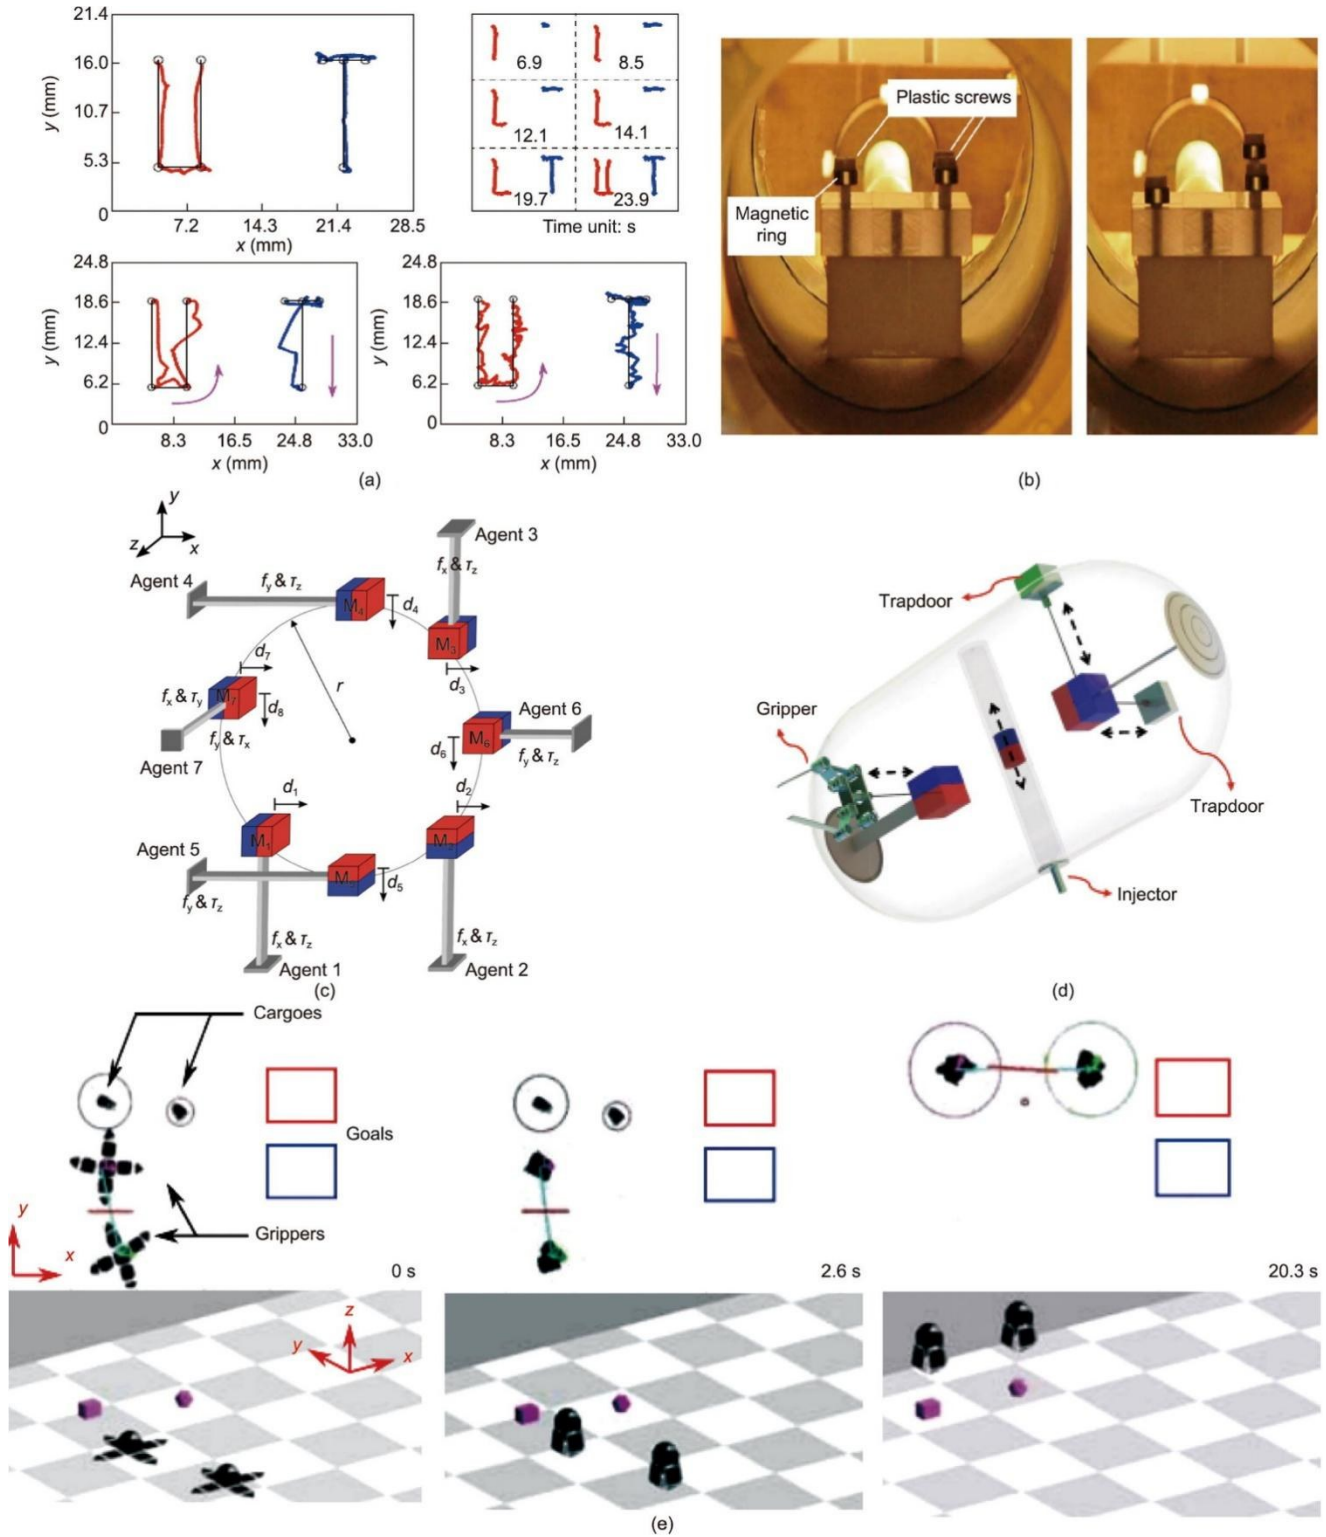 (a)
21.4
16.0
10.7
5.3
0
y (mm)
7.2
14.3
21.4
28.5
x (mm)
6.9
8.5
12.1
14.1
19.7
23.9
Time unit: s
24.8
18.6
12.4
6.2
0
y (mm)
8.3
16.5
24.8
33.0
x (mm)
24.8
18.6
12.4
6.2
0
y (mm)
8.3
16.5
24.8
33.0
x (mm)
Plastic screws
Magnetic
ring
(b)
y
z
x
Agent 3
fx & τz
Agent 4
fy & τz
M4
d4
M3
d3
d7
r
fx & τy
M7
d8
fy & τx
Agent 7
Agent 6
d6
M6
fy & τz
d1
d2
M1
Agent 5
fy & τz
d5
fx & τz
fx & τz
Agent 1
Agent 2
(c)
Trapdoor
Gripper
Trapdoor
Injector
(d)
Cargoes
Goals
Grippers
y
x
0 s
2.6 s
20.3 s
z
y
x
(e)